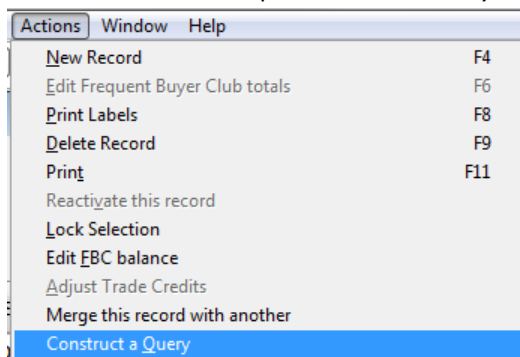 Actions Window Help
New Record F4
Edit Frequent Buyer Club totals F6
Print Labels F8
Delete Record F9
Print F11
Reactivate this record
Lock Selection
Edit FBC balance
Adjust Trade Credits
Merge this record with another
Construct a Query